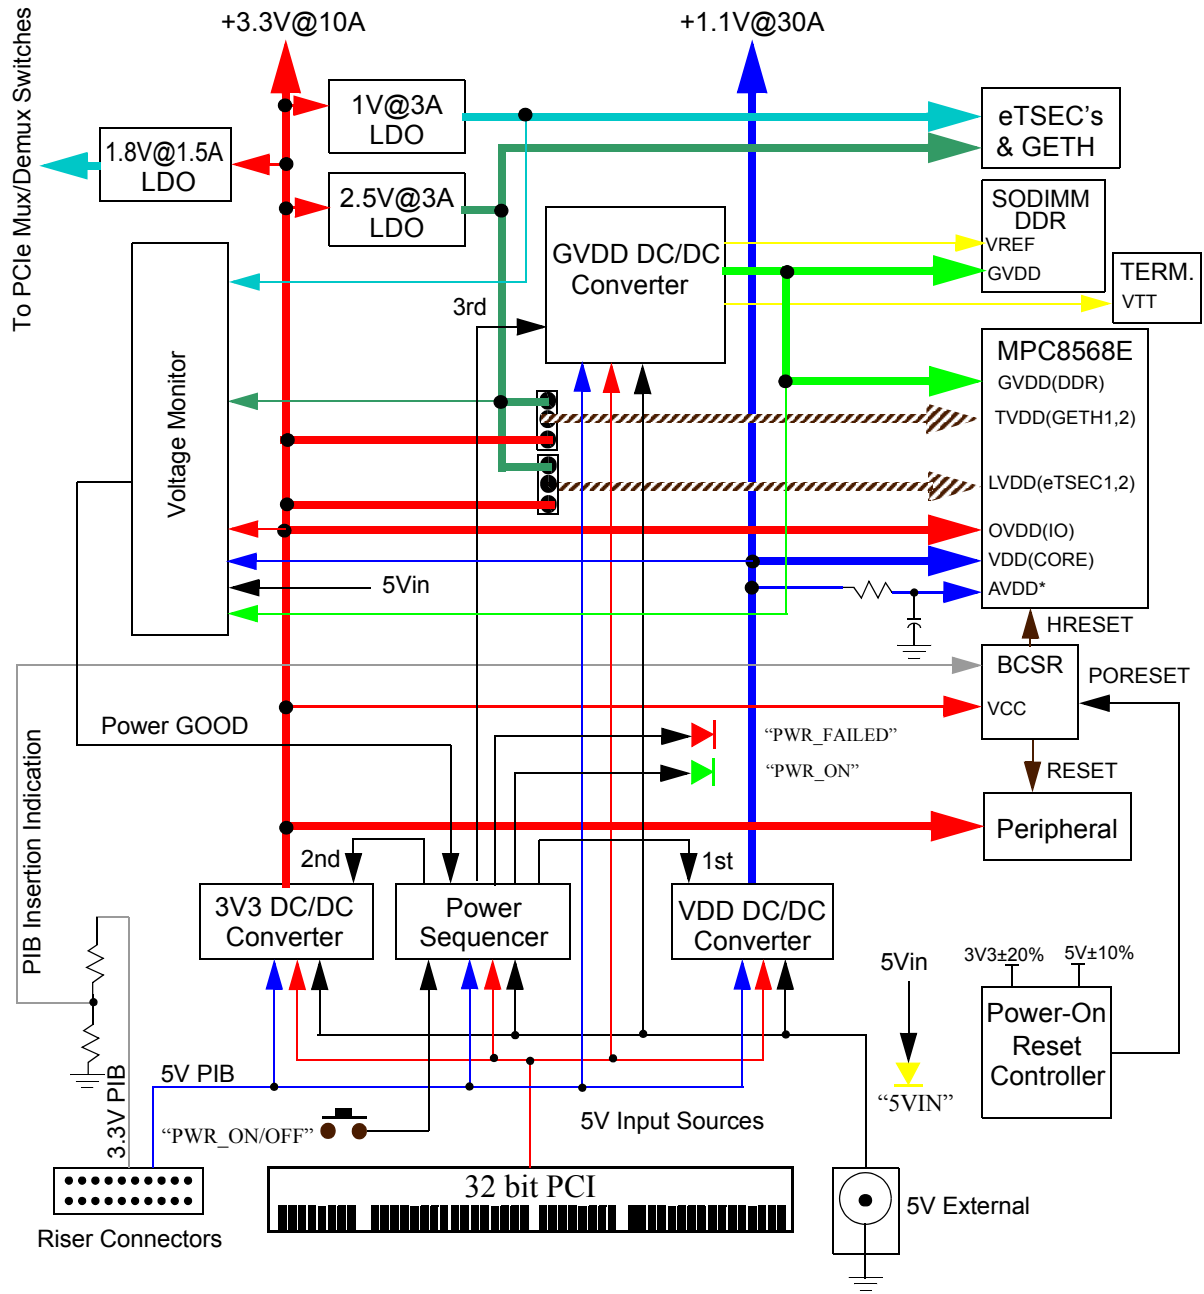 +3.3V@10A
+1.1V@30A
To PCIe Mux/Demux Switches
1V@3A
LDO
eTSEC's
& GETH
1.8V@1.5A
LDO
2.5V@3A
LDO
SODIMM
DDR
VREF
GVDD
GVDD DC/DC
Converter
TERM.
VTT
3rd
Voltage Monitor
MPC8568E
GVDD(DDR)
TVDD(GETH1,2)
LVDD(eTSEC1,2)
OVDD(IO)
VDD(CORE)
AVDD*
5Vin
HRESET
BCSR
VCC
PORESET
Power GOOD
“PWR_FAILED”
“PWR_ON”
RESET
Peripheral
PIB Insertion Indication
2nd
1st
3V3 DC/DC
Converter
Power
Sequencer
VDD DC/DC
Converter
5Vin
3V3±20%
5V±10%
Power-On
Reset
Controller
“5VIN”
3.3V PIB
5V PIB
5V Input Sources
“PWR_ON/OFF”
32 bit PCI
5V External
Riser Connectors